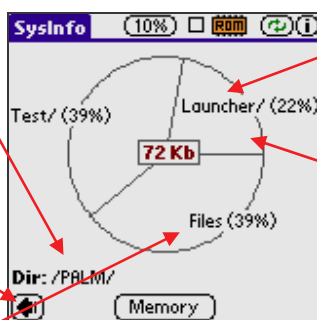 SysInfo (10%) ROM i
Test/ (39%) Launcher/ (22%)
72 Kb
Files (39%)
Dir: /PALM/
Memory